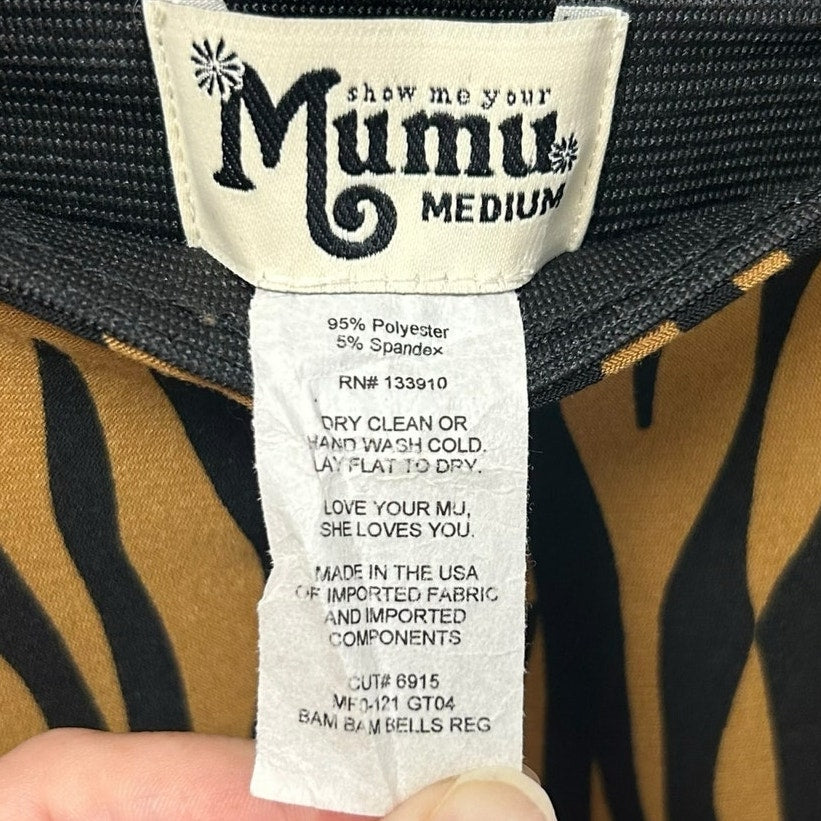 show me your
Mumu
MEDIUM
95% Polyester
5% Spandex
RN# 133910
DRY CLEAN OR
HAND WASH COLD.
LAY FLAT TO DRY.
LOVE YOUR MU,
SHE LOVES YOU.
MADE IN THE USA
OF IMPORTED FABRIC
AND IMPORTED
COMPONENTS
CUT# 6915
MF0-121 GT04
BAM BAM BELLS REG